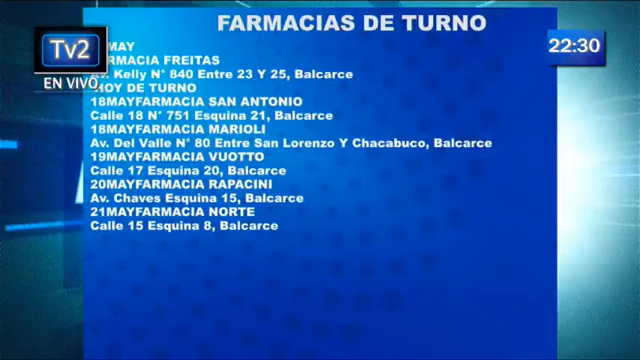 FARMACIAS DE TURNO
Tv2
EN VIVO
22:30
MAY
FREITAS
Kelly N° 840 Entre 23 Y 25, Balcarce
HOY DE TURNO
18MAYFARMACIA SAN ANTONIO
Calle 18 N° 751 Esquina 21, Balcarce
18MAYFARMACIA MARIOLI
Av. Del Valle N° 80 Entre San Lorenzo Y Chacabuco, Balcarce
19MAYFARMACIA VUOTTO
Calle 17 Esquina 20, Balcarce
20MAYFARMACIA RAPACINI
Av. Chaves Esquina 15, Balcarce
21MAYFARMACIA NORTE
Calle 15 Esquina 8, Balcarce